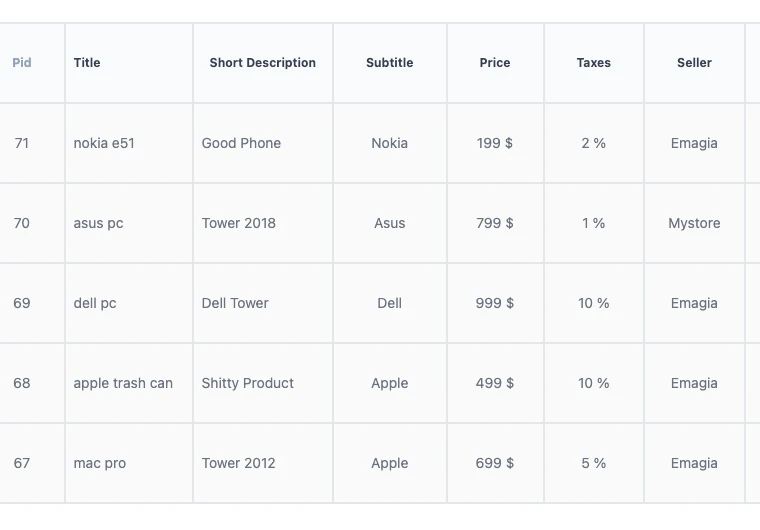 Pid Title Short Description Subtitle Price Taxes Seller
71 nokia e51 Good Phone Nokia 199 $ 2 % Emagia
70 asus pc Tower 2018 Asus 799 $ 1 % Mystore
69 dell pc Dell Tower Dell 999 $ 10 % Emagia
68 apple trash can Shitty Product Apple 499 $ 10 % Emagia
67 mac pro Tower 2012 Apple 699 $ 5 % Emagia